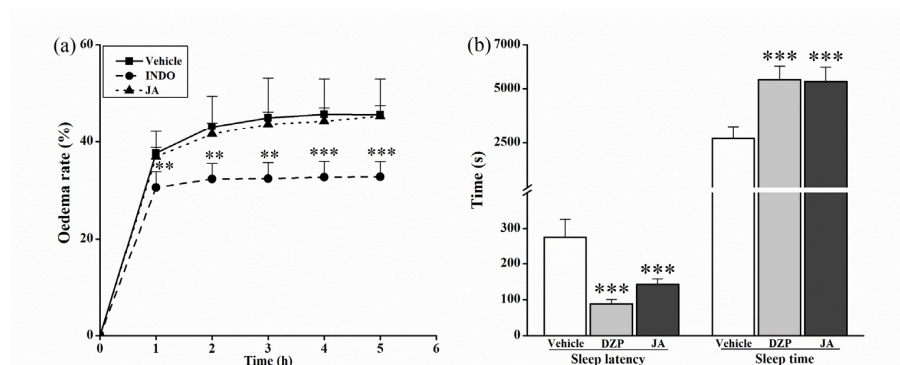 (a)
60
40
20
0
Oedema rate (%)
Vehicle
INDO
JA
** ** ** *** ***
0 1 2 3 4 5 6
Time (h)
(b)
7000
5000
2500
300
200
100
0
Time (s)
*** ***
*** ***
Vehicle DZP JA Vehicle DZP JA
Sleep latency Sleep time